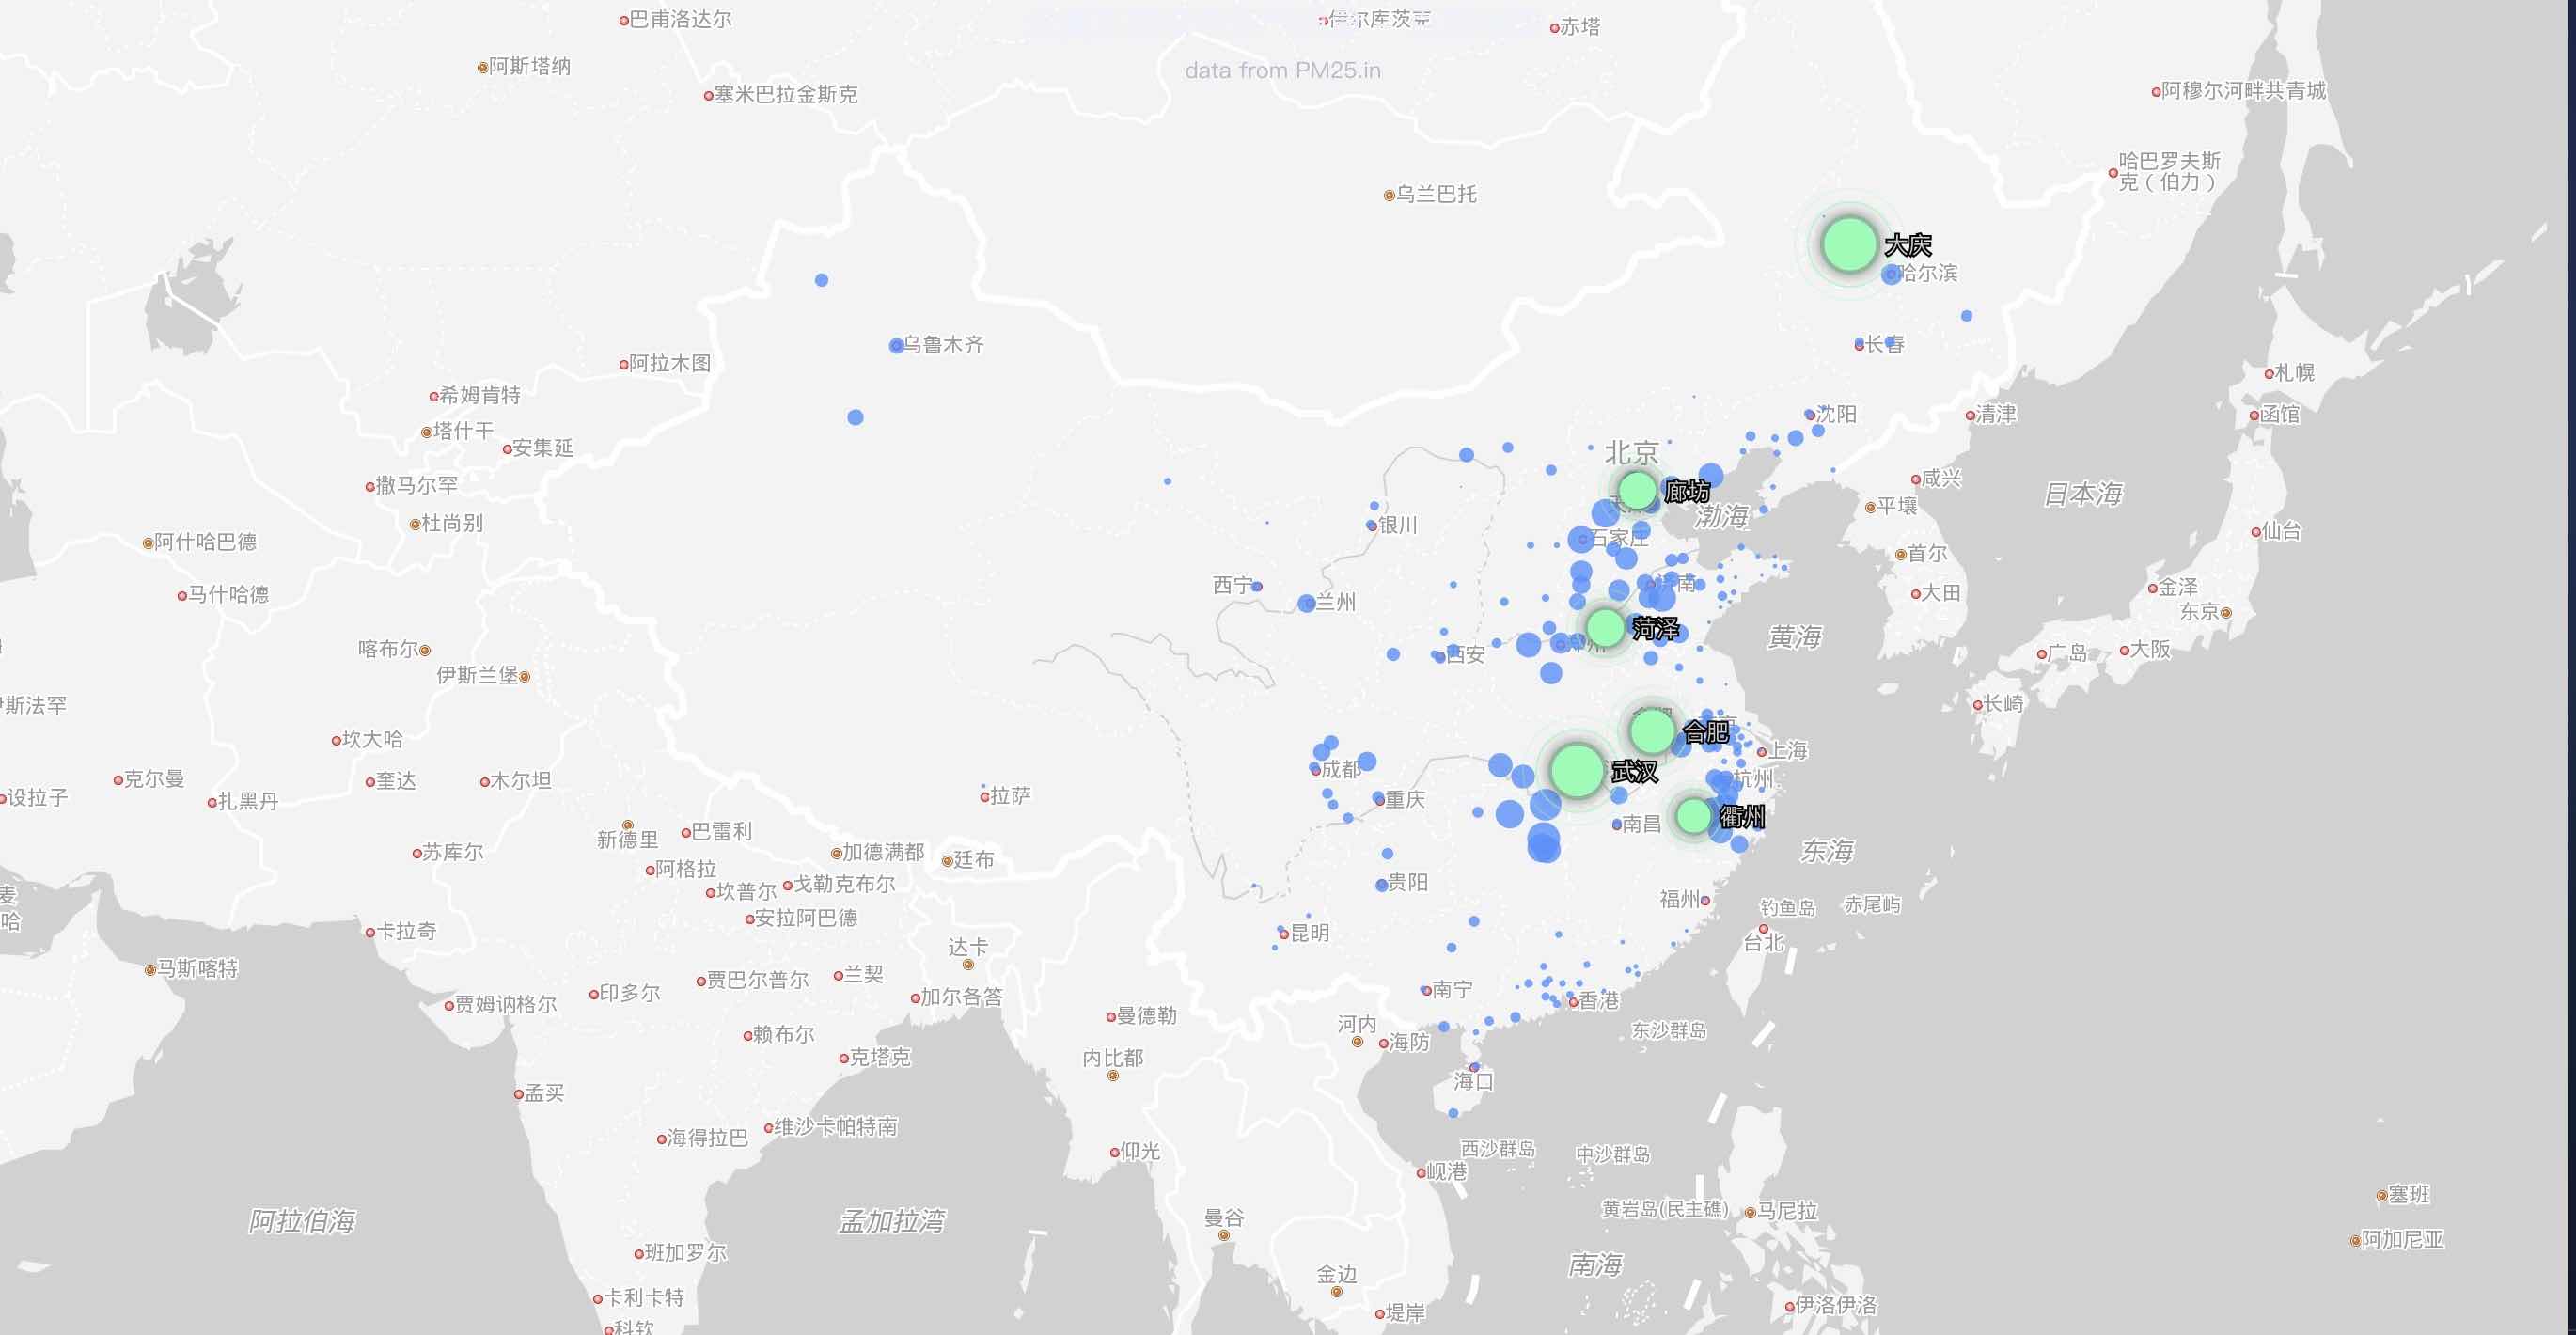 巴甫洛达尔
伊尔库茨克
赤塔
阿斯塔纳
data from PM25.in
塞米巴拉金斯克
阿穆尔河畔共青城
哈巴罗夫斯
克（伯力）
乌兰巴托
大庆
哈尔滨
乌鲁木齐
长春
阿拉木图
札幌
希姆肯特
沈阳
清津
函馆
塔什干
安集延
北京
撒马尔罕
廊坊
咸兴
日本海
平壤
渤海
杜尚别
银川
石家庄
仙台
阿什哈巴德
首尔
西宁
济南
金泽
马什哈德
兰州
大田
东京
菏泽
黄海
喀布尔
西安
郑州
广岛
大阪
伊斯兰堡
斯法罕
长崎
坎大哈
合肥
上海
克尔曼
奎达
木尔坦
成都
武汉
杭州
设拉子
扎黑丹
拉萨
重庆
衢州
新德里
巴雷利
南昌
苏库尔
加德满都
廷布
东海
阿格拉
坎普尔
戈勒克布尔
贵阳
麦
哈
安拉阿巴德
福州
钓鱼岛
赤尾屿
卡拉奇
昆明
台北
达卡
马斯喀特
贾巴尔普尔
兰契
贾姆讷格尔
印多尔
加尔各答
南宁
香港
曼德勒
河内
东沙群岛
赖布尔
海防
克塔克
内比都
海口
孟买
海得拉巴
维沙卡帕特南
仰光
西沙群岛
中沙群岛
岘港
塞班
黄岩岛(民主礁)
马尼拉
阿拉伯海
孟加拉湾
曼谷
阿加尼亚
班加罗尔
南海
金边
卡利卡特
堤岸
伊洛伊洛
科钦